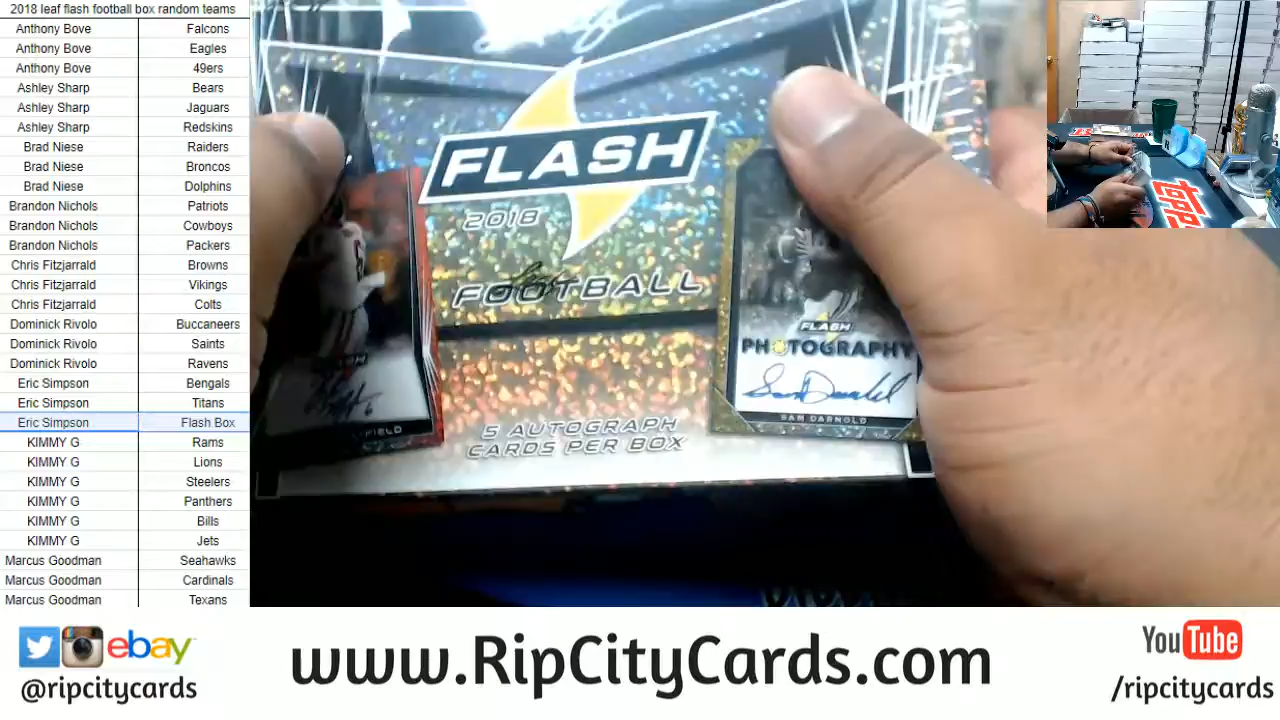 2018 leaf flash football box random teams
Anthony Bove Falcons
Anthony Bove Eagles
Anthony Bove 49ers
Ashley Sharp Bears
Ashley Sharp Jaguars
Ashley Sharp Redskins
Brad Niese Raiders
Brad Niese Broncos
Brad Niese Dolphins
Brandon Nichols Patriots
Brandon Nichols Cowboys
Brandon Nichols Packers
Chris Fitzjarrald Browns
Chris Fitzjarrald Vikings
Chris Fitzjarrald Colts
Dominick Rivolo Buccaneers
Dominick Rivolo Saints
Dominick Rivolo Ravens
Eric Simpson Bengals
Eric Simpson Titans
Eric Simpson Flash Box
KIMMY G Rams
KIMMY G Lions
KIMMY G Steelers
KIMMY G Panthers
KIMMY G Bills
KIMMY G Jets
Marcus Goodman Seahawks
Marcus Goodman Cardinals
Marcus Goodman Texans
FLASH
2018
FOOTBALL
5 AUTOGRAPH
CARDS PER BOX
FLASH
PHOTOGRAPHY
Sam Darnold
SAM DARNOLD
topps
ebay
@ripcitycards
www.RipCityCards.com
YouTube
/ripcitycards